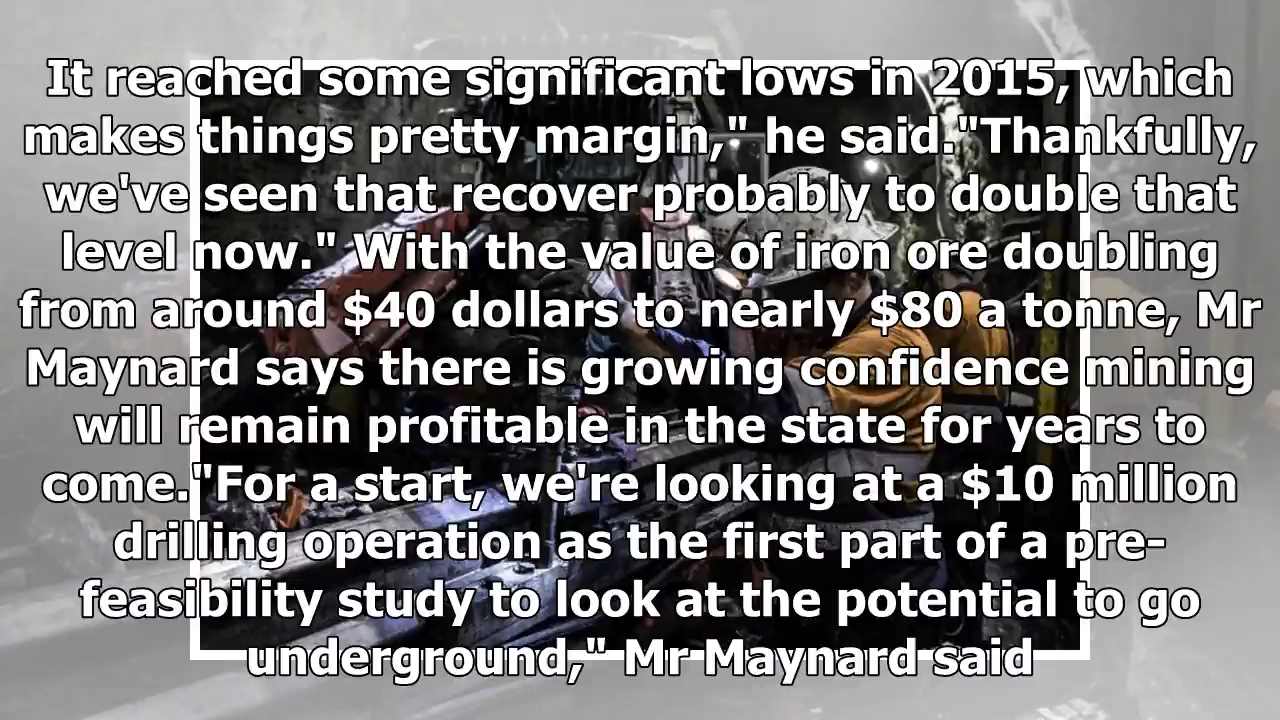 It reached some significant lows in 2015, which
makes things pretty margin," he said."Thankfully,
we've seen that recover probably to double that
level now." With the value of iron ore doubling
from around $40 dollars to nearly $80 a tonne, Mr
Maynard says there is growing confidence mining
will remain profitable in the state for years to
come."For a start, we're looking at a $10 million
drilling operation as the first part of a pre-
feasibility study to look at the potential to go
underground," Mr Maynard said